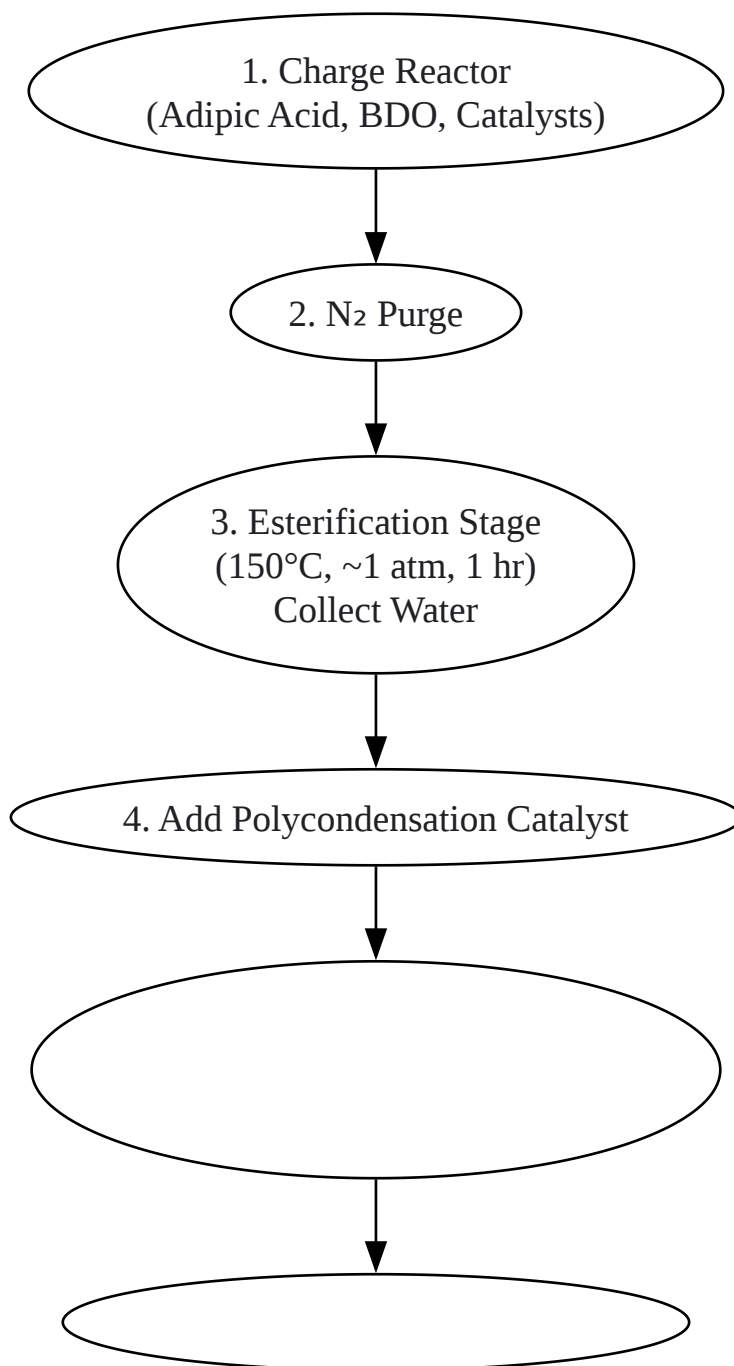 1. Charge Reactor
(Adipic Acid, BDO, Catalysts)
2. N₂ Purge
3. Esterification Stage
(150°C, ~1 atm, 1 hr)
Collect Water
4. Add Polycondensation Catalyst